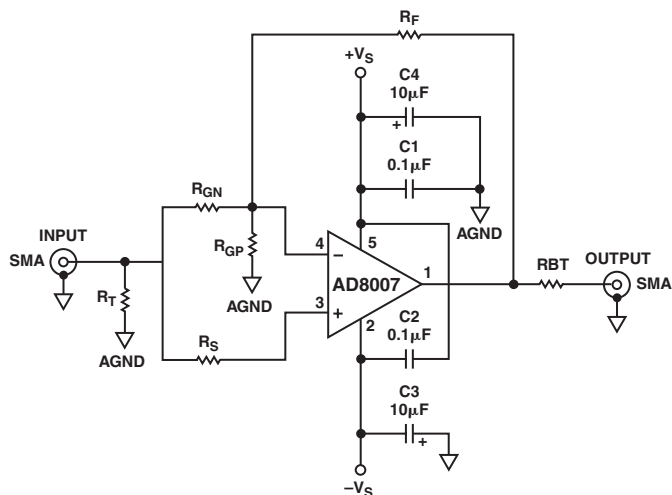 RF
+VS
C4
10µF
+
C1
0.1µF
RGN
INPUT
SMA
RGP
AGND
4
−
5
AGND
AD8007
1
RBT
OUTPUT
SMA
RT
AGND
3
+
2
RS
C2
0.1µF
C3
10µF
+
−VS